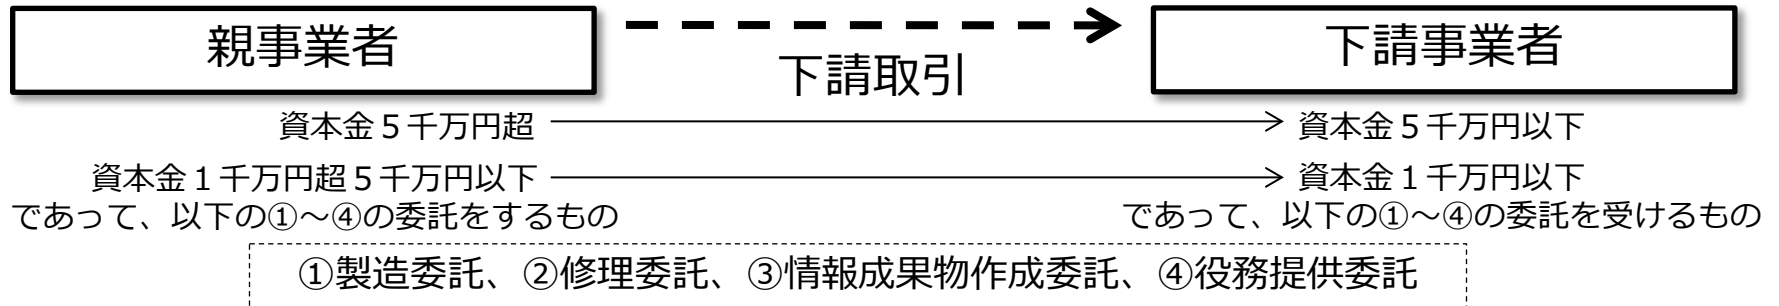 親事業者
下請取引
下請事業者
資本金５千万円超
資本金５千万円以下
資本金１千万円超５千万円以下
資本金１千万円以下
であって、以下の①～④の委託をするもの
であって、以下の①～④の委託を受けるもの
①製造委託、②修理委託、③情報成果物作成委託、④役務提供委託